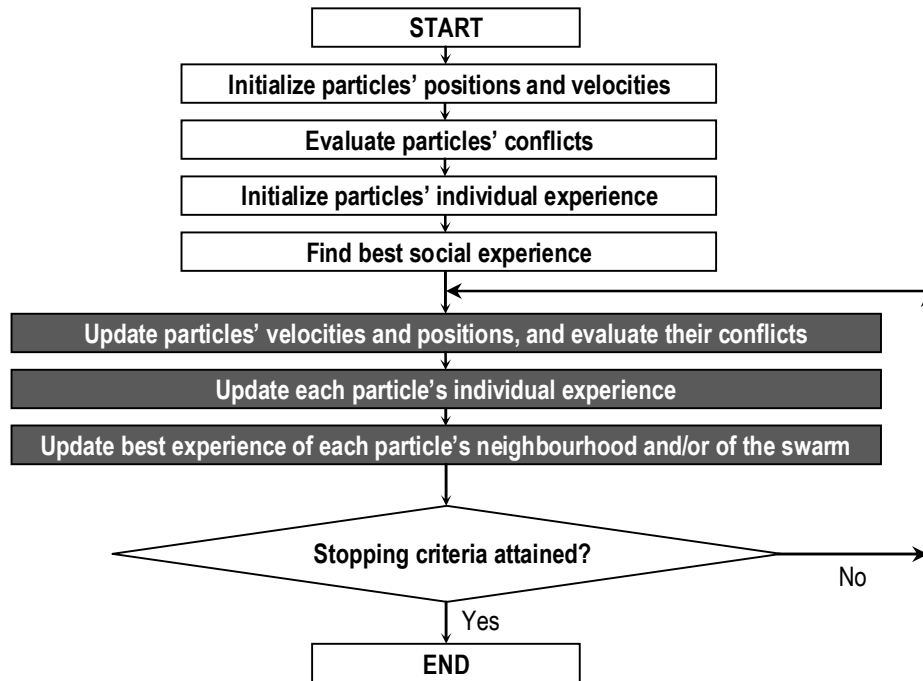 START
Initialize particles’ positions and velocities
Evaluate particles’ conflicts
Initialize particles’ individual experience
Find best social experience
Update particles’ velocities and positions, and evaluate their conflicts
Update each particle’s individual experience
Update best experience of each particle’s neighbourhood and/or of the swarm
Stopping criteria attained?
No
Yes
END